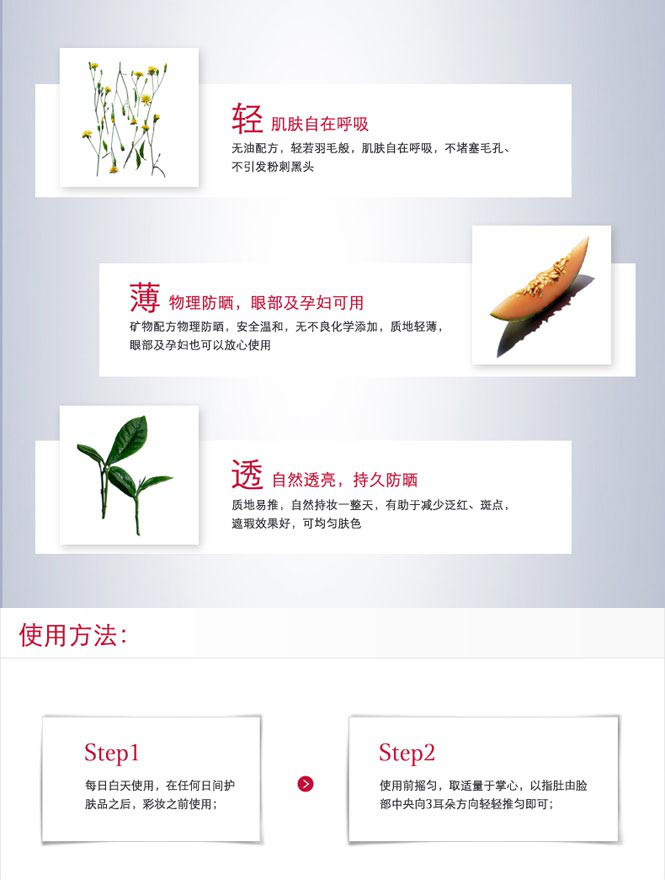 轻 肌肤自在呼吸
无油配方，轻若羽毛般，肌肤自在呼吸，不堵塞毛孔、
不引发粉刺黑头
薄 物理防晒，眼部及孕妇可用
矿物配方物理防晒，安全温和，无不良化学添加，质地轻薄，
眼部及孕妇也可以放心使用
透 自然透亮，持久防晒
质地易推，自然持妆一整天，有助于减少泛红、斑点，
遮瑕效果好，可均匀肤色
使用方法：
Step1
每日白天使用，在任何日间护
肤品之后，彩妆之前使用；
Step2
使用前摇匀，取适量于掌心，以指肚由脸
部中央向3耳朵方向轻轻推匀即可；